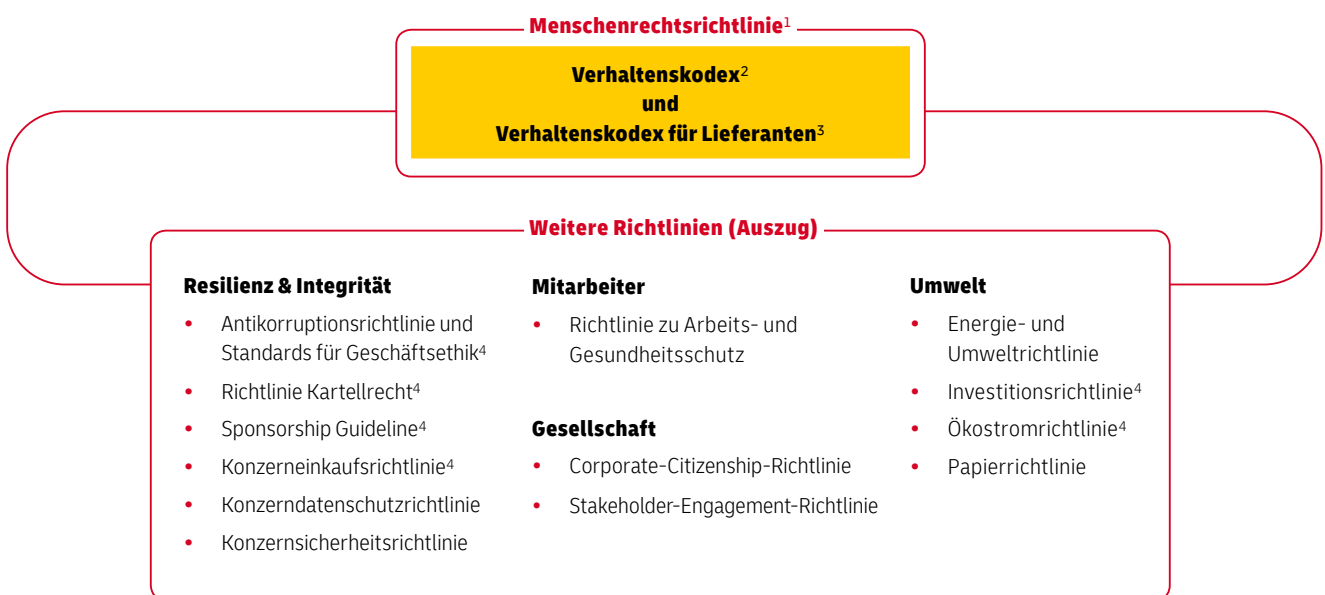 Menschenrechtsrichtlinie¹
Verhaltenskodex²
und
Verhaltenskodex für Lieferanten³
Weitere Richtlinien (Auszug)
Resilienz & Integrität
• Antikorruptionsrichtlinie und
Standards für Geschäftsethik⁴
• Richtlinie Kartellrecht⁴
• Sponsorship Guideline⁴
• Konzerneinkaufsrichtlinie⁴
• Konzerndatenschutzrichtlinie
• Konzernsicherheitsrichtlinie
Mitarbeiter
• Richtlinie zu Arbeits- und
Gesundheitsschutz
Gesellschaft
• Corporate-Citizenship-Richtlinie
• Stakeholder-Engagement-Richtlinie
Umwelt
• Energie- und
Umweltrichtlinie
• Investitionsrichtlinie⁴
• Ökostromrichtlinie⁴
• Papierrichtlinie